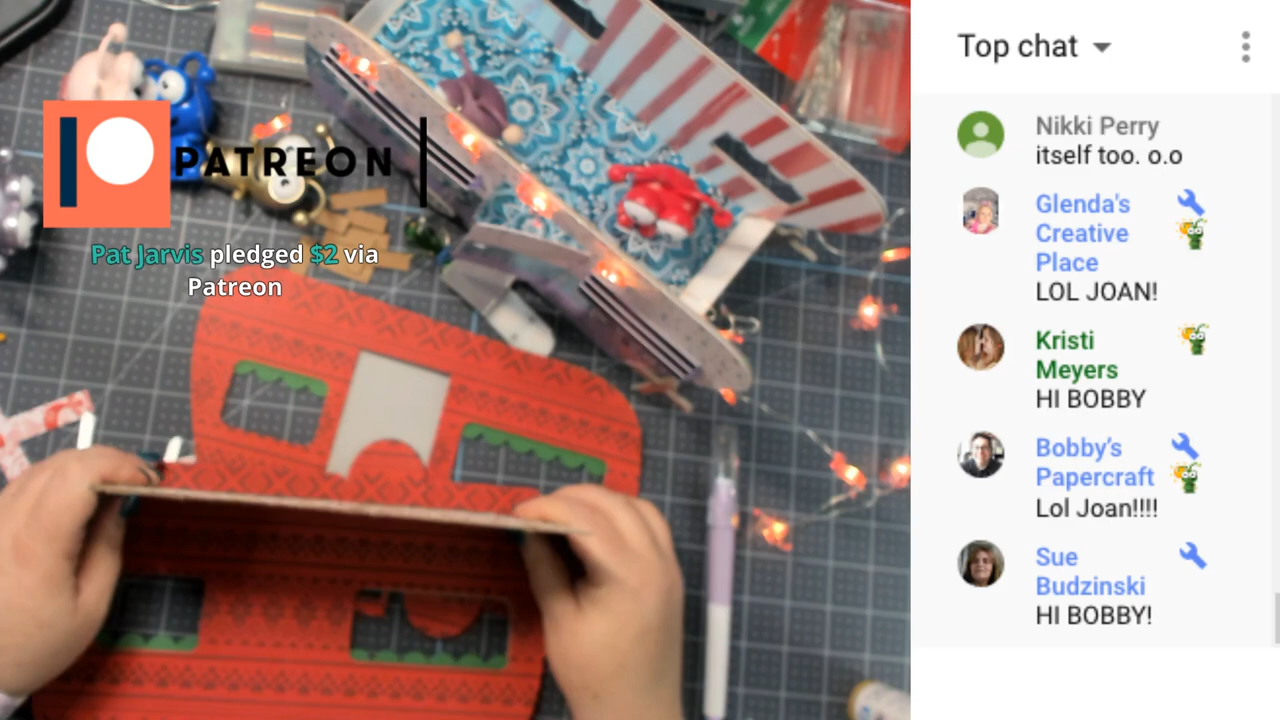 PATREON
Pat Jarvis pledged $2 via
Patreon
Top chat
Nikki Perry
itself too. o.o
Glenda's
Creative
Place
LOL JOAN!
Kristi
Meyers
HI BOBBY
Bobby's
Papercraft
Lol Joan!!!!
Sue
Budzinski
HI BOBBY!